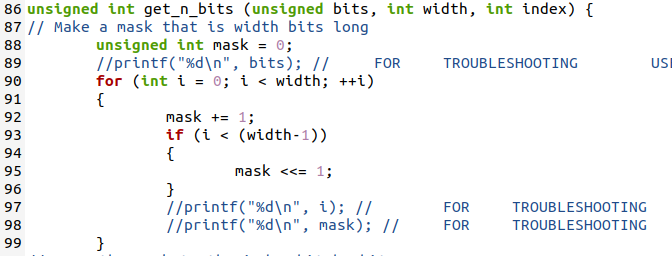 86 unsigned int get_n_bits (unsigned bits, int width, int index) {
87 // Make a mask that is width bits long
88 unsigned int mask = 0;
89 //printf("%d\n", bits); // FOR TROUBLESHOOTING
90 for (int i = 0; i < width; ++i)
91 {
92 mask += 1;
93 if (i < (width-1))
94 {
95 mask <<= 1;
96 }
97 //printf("%d\n", i); // FOR TROUBLESHOOTING
98 //printf("%d\n", mask); // FOR TROUBLESHOOTING
99 }